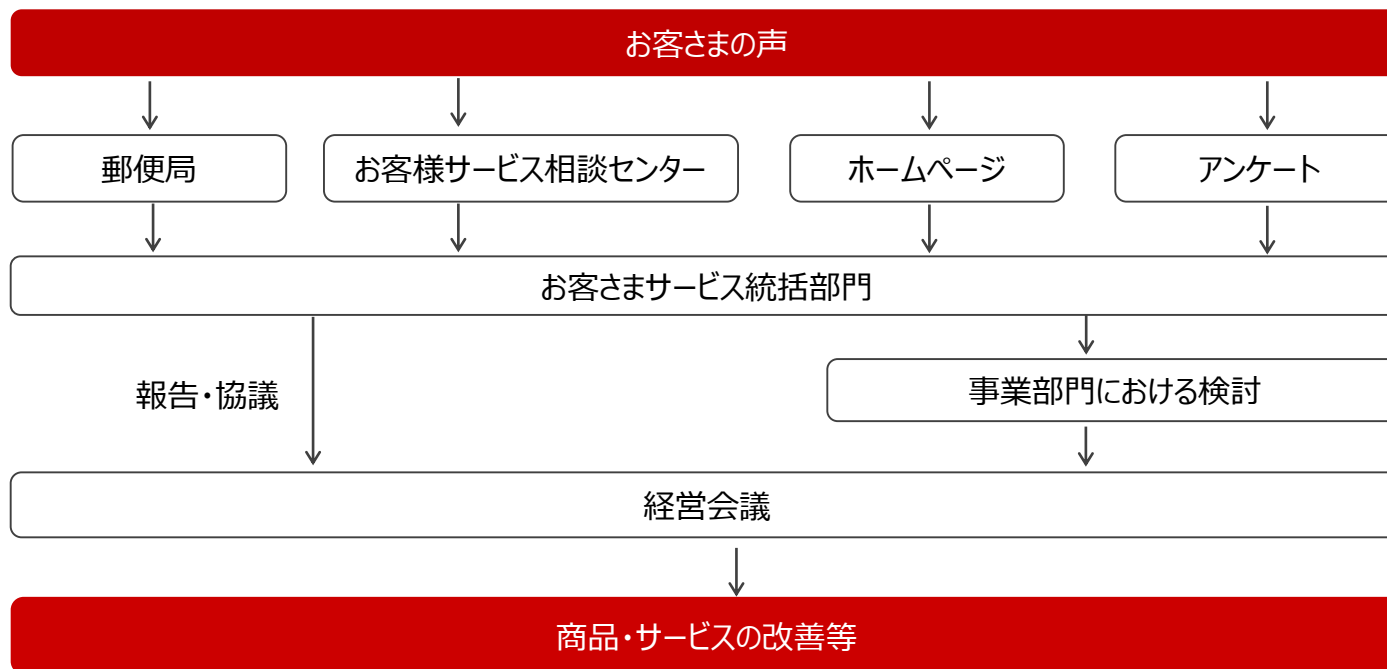 お客さまの声
郵便局
お客様サービス相談センター
ホームページ
アンケート
お客さまサービス統括部門
報告・協議
事業部門における検討
経営会議
商品・サービスの改善等